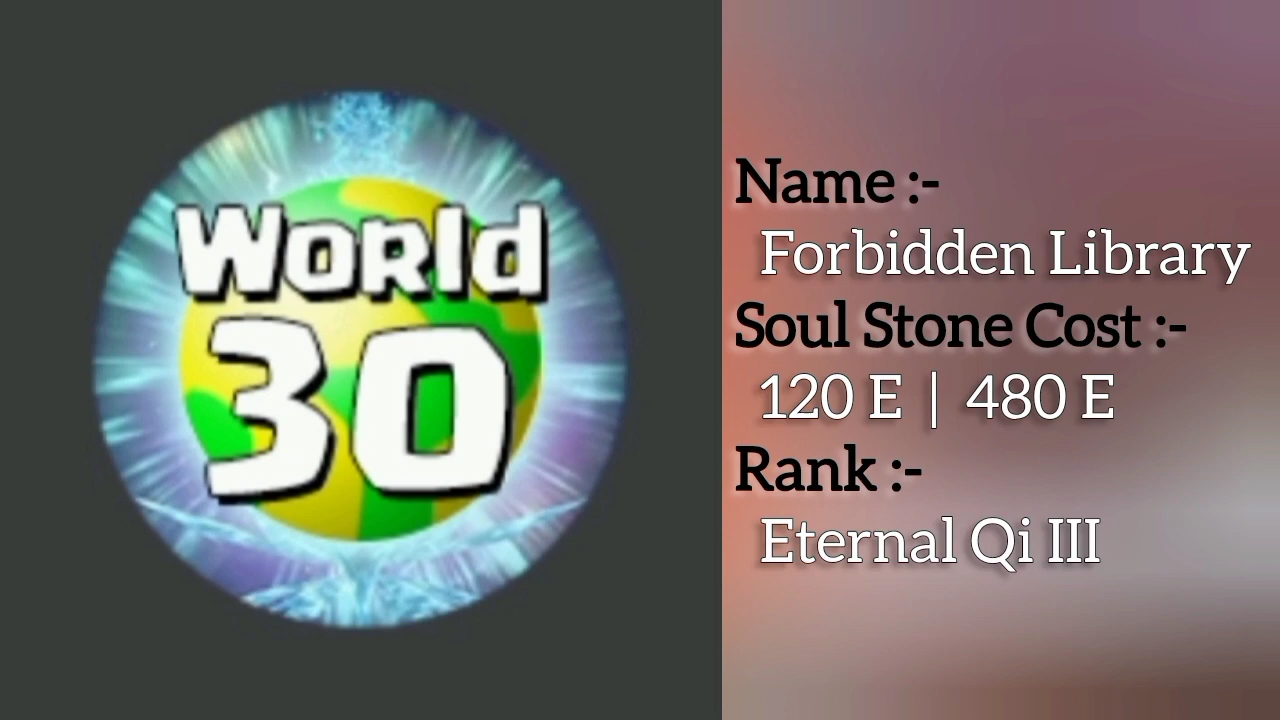 World
30
Name :-
Forbidden Library
Soul Stone Cost :-
120 E | 480 E
Rank :-
Eternal Qi III